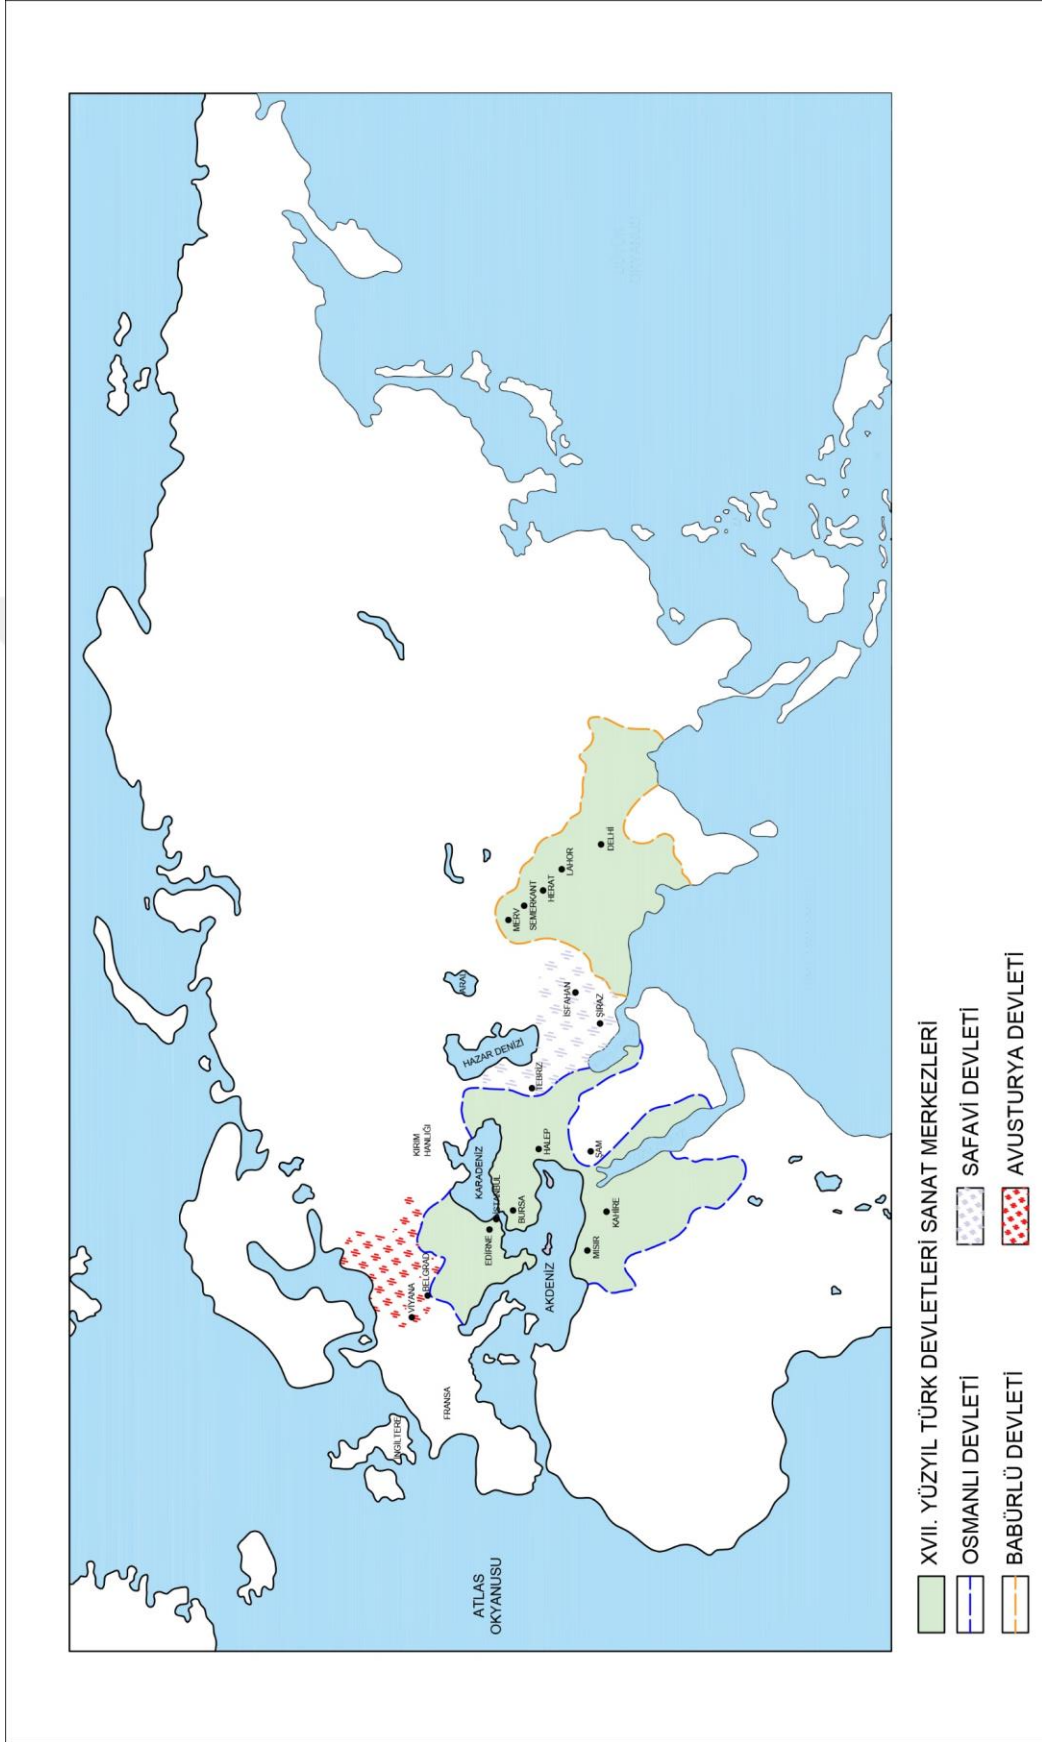 ATLAS
OKYANUSU
İNGİLTERE
FRANSA
VİYANA
BELGRAD
KIRIM
HANLIĞI
KARADENİZ
EDİRNE
İSTANBUL
BURSA
AKDENİZ
HALEP
ŞAM
MISIR
KAHİRE
HAZAR DENİZİ
ARAL
TEBRİZ
İSFAHAN
ŞİRAZ
MERV
SEMERKANT
HERAT
LAHOR
DELHİ
XVII. YÜZYIL TÜRK DEVLETLERİ SANAT MERKEZLERİ
OSMANLI DEVLETİ
SAFAVİ DEVLETİ
BABÜRLÜ DEVLETİ
AVUSTURYA DEVLETİ